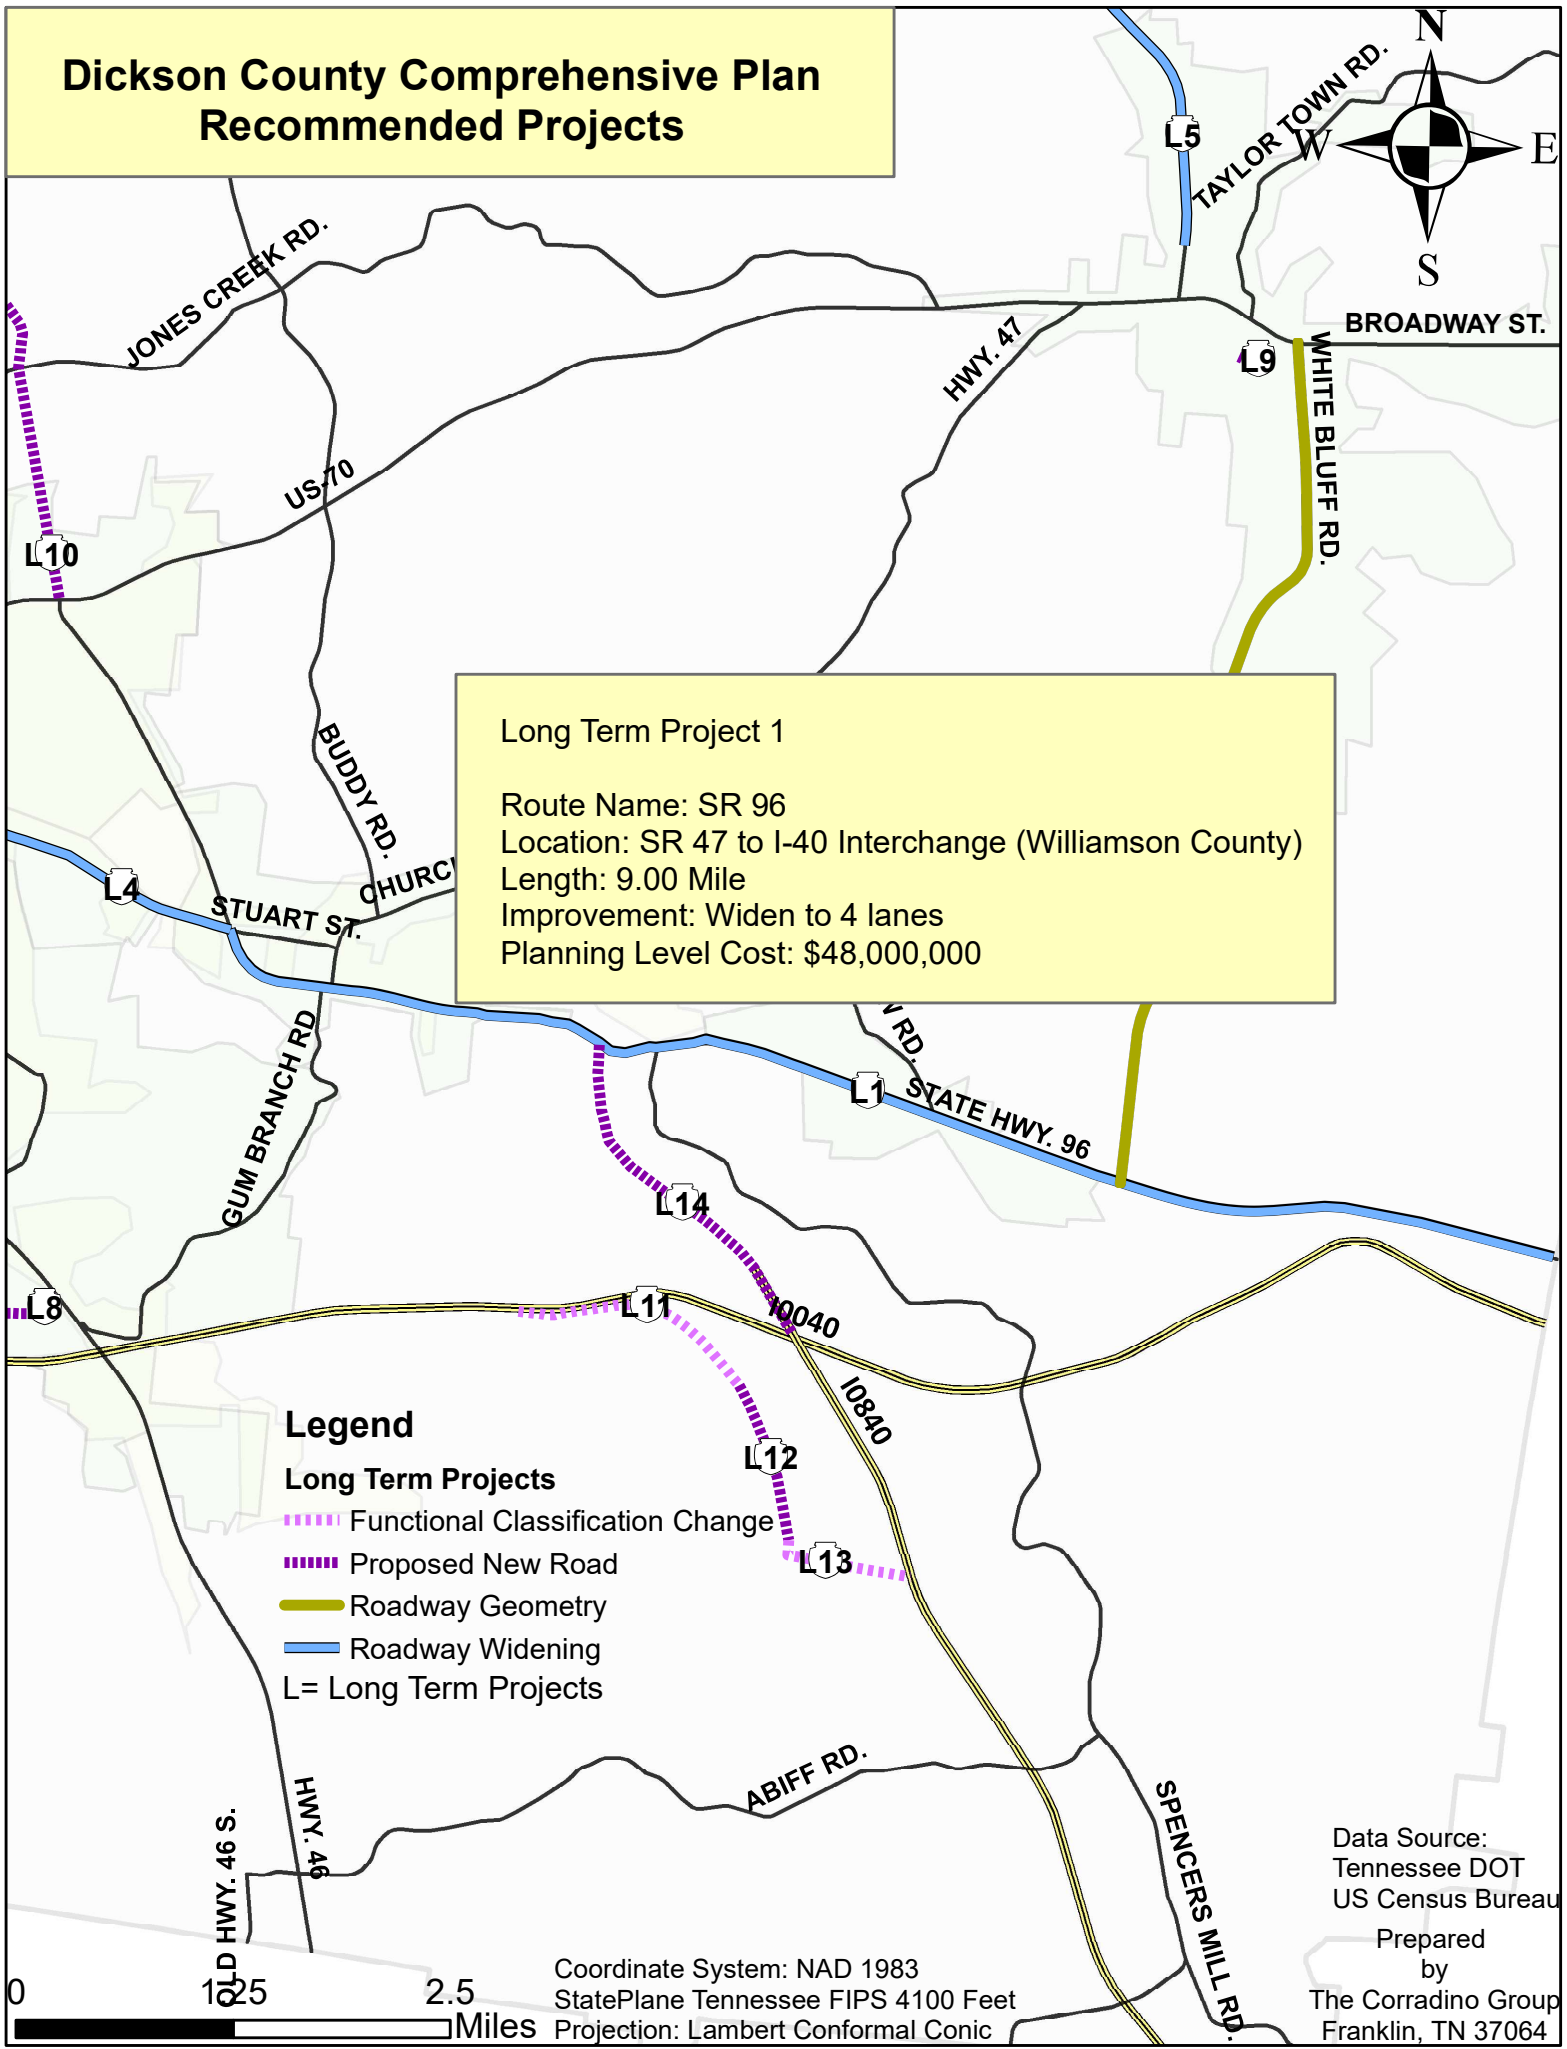 Dickson County Comprehensive Plan
Recommended Projects
N
W
E
S
L5
TAYLOR TOWN RD.
JONES CREEK RD.
BROADWAY ST.
HWY. 47
L9
WHITE BLUFF RD.
US-70
L10
BUDDY RD.
Long Term Project 1
Route Name: SR 96
Location: SR 47 to I-40 Interchange (Williamson County)
Length: 9.00 Mile
Improvement: Widen to 4 lanes
Planning Level Cost: $48,000,000
L4
STUART ST.
RD.
GUM BRANCH RD
L1
STATE HWY. 96
L14
L8
L11
I0040
I0840
L12
L13
Legend
Long Term Projects
Functional Classification Change
Proposed New Road
Roadway Geometry
Roadway Widening
L= Long Term Projects
ABIFF RD.
HWY. 46
OLD HWY. 46 S.
SPENCERS MILL RD.
Data Source:
Tennessee DOT
US Census Bureau
Prepared
by
The Corradino Group
Franklin, TN 37064
0 1.25 2.5
Miles
Coordinate System: NAD 1983
StatePlane Tennessee FIPS 4100 Feet
Projection: Lambert Conformal Conic